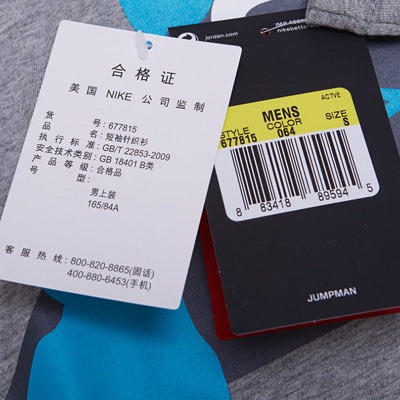 合格证
美国 NIKE 公司监制
货号:677815
品名:短袖针织衫
执行标准:GB/T 22853-2009
安全技术类别:GB 18401 B类
产品等级:合格品
型:
男上装
165/84A
客服热线:800-820-8865(固话)
400-880-6453(手机)
jordan.com
ACTVE
MENS
STYLE COLOR SIZE
677815 064 S
8 83418 89594 5
JUMPMAN